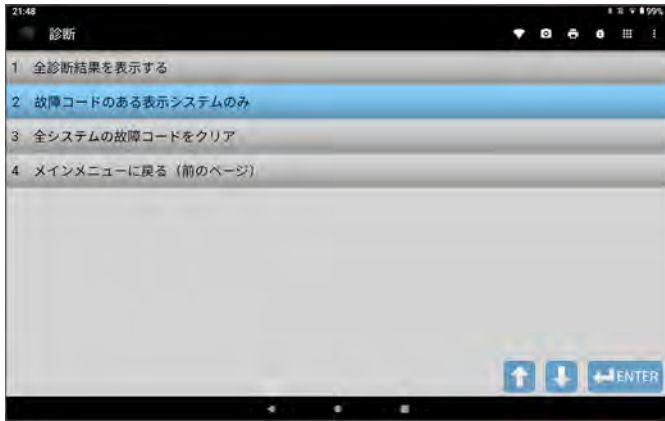 21:48
99%
診断
1 全診断結果を表示する
2 故障コードのある表示システムのみ
3 全システムの故障コードをクリア
4 メインメニューに戻る（前のページ）
ENTER